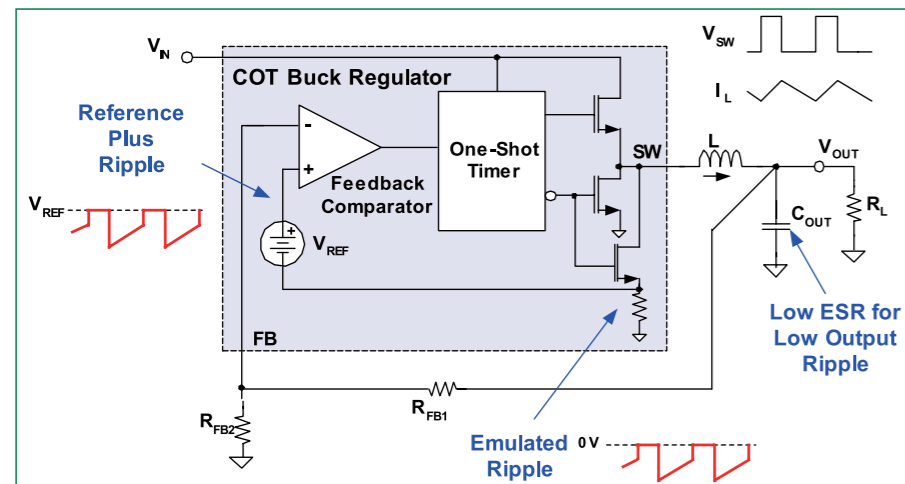 V_IN
COT Buck Regulator
V_SW
I_L
Reference
Plus
Ripple
-
+
Feedback
Comparator
One-Shot
Timer
SW
L
V_OUT
V_REF
+
V_REF
C_OUT
R_L
Low ESR for
Low Output
Ripple
FB
R_FB1
R_FB2
Emulated
Ripple
0 V